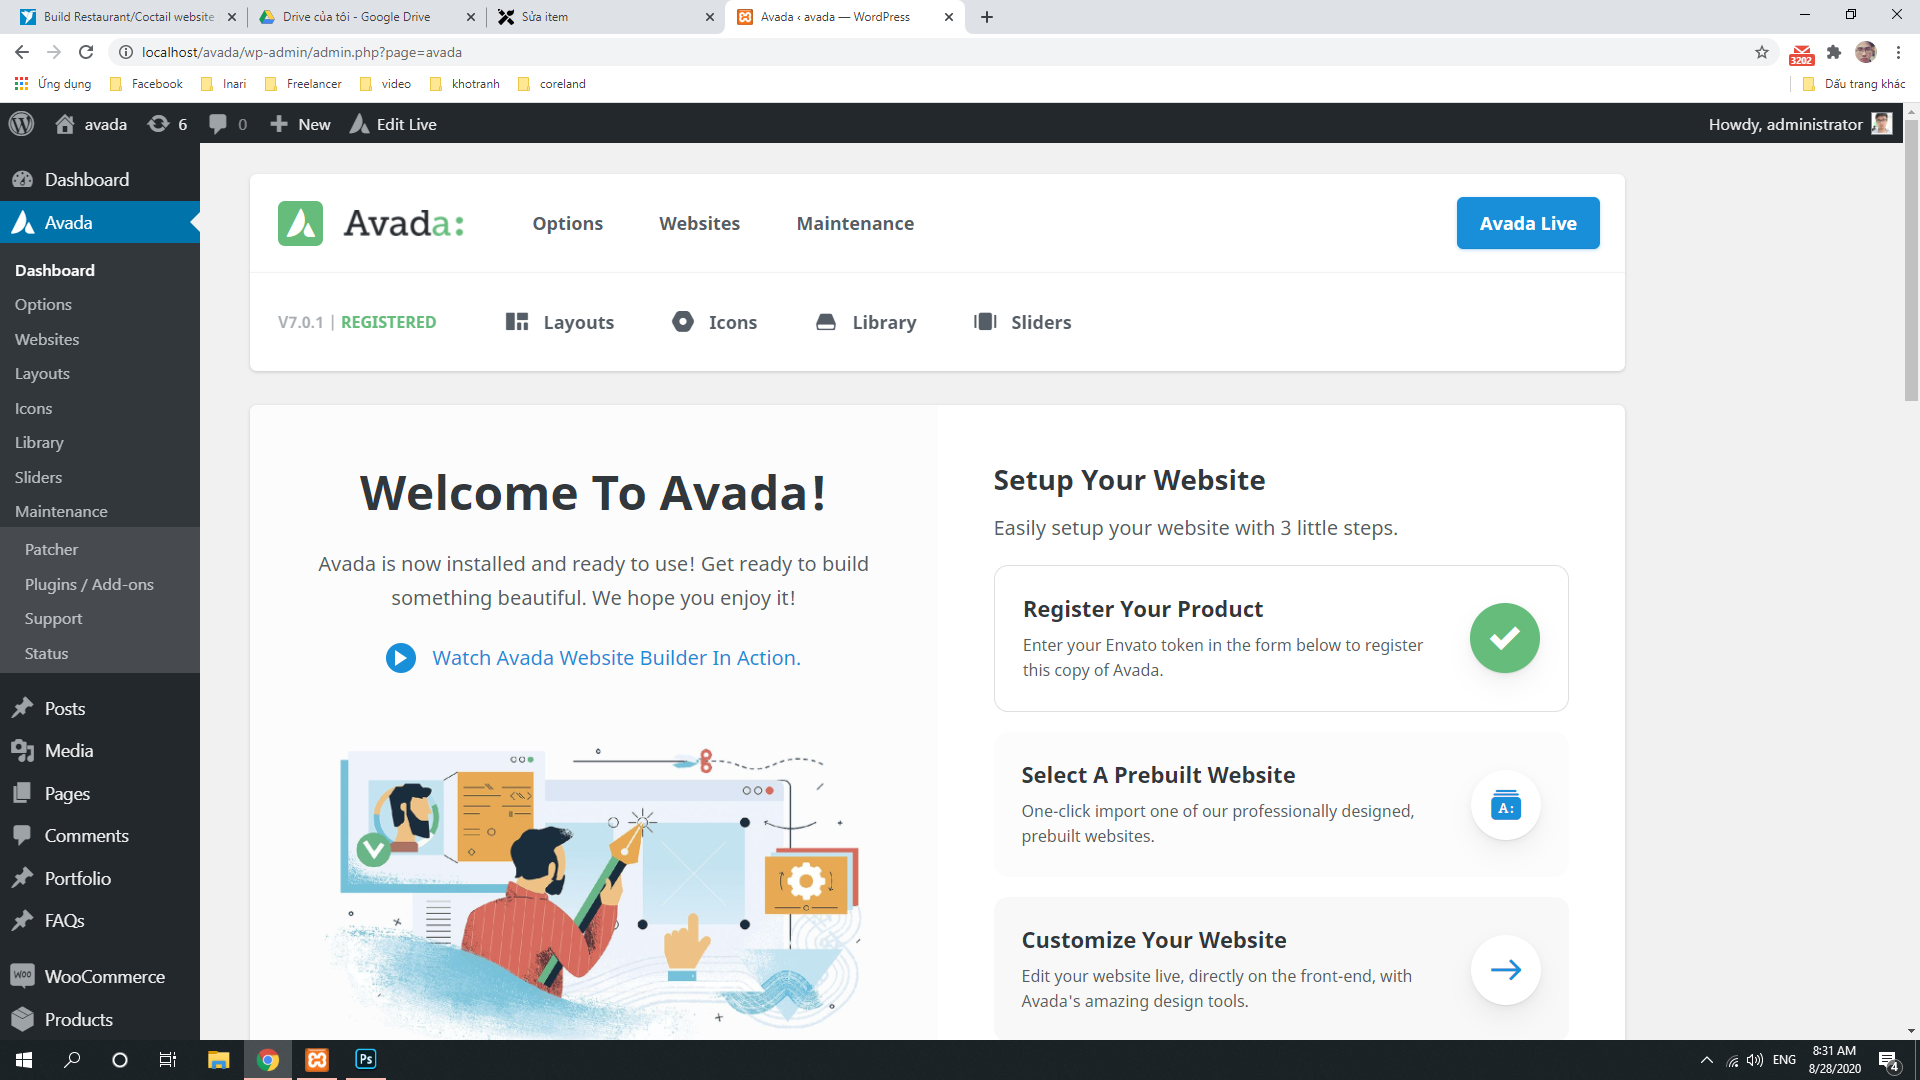 Build Restaurant/Coctail website
Drive của tôi - Google Drive
Sửa item
Avada ‹ avada — WordPress
localhost/avada/wp-admin/admin.php?page=avada
3202
Ứng dụng
Facebook
Inari
Freelancer
video
khotranh
coreland
Dấu trang khác
avada
6
0
New
Edit Live
Howdy, administrator
Dashboard
Avada
Dashboard
Options
Websites
Layouts
Icons
Library
Sliders
Maintenance
Patcher
Plugins / Add-ons
Support
Status
Posts
Media
Pages
Comments
Portfolio
FAQs
WOO WooCommerce
Products
Avada:
Options
Websites
Maintenance
Avada Live
V7.0.1 | REGISTERED
Layouts
Icons
Library
Sliders
Welcome To Avada!
Avada is now installed and ready to use! Get ready to build
something beautiful. We hope you enjoy it!
Watch Avada Website Builder In Action.
Setup Your Website
Easily setup your website with 3 little steps.
Register Your Product
Enter your Envato token in the form below to register
this copy of Avada.
Select A Prebuilt Website
One-click import one of our professionally designed,
prebuilt websites.
A:
Customize Your Website
Edit your website live, directly on the front-end, with
Avada's amazing design tools.
Ps
ENG
8:31 AM
8/28/2020
4